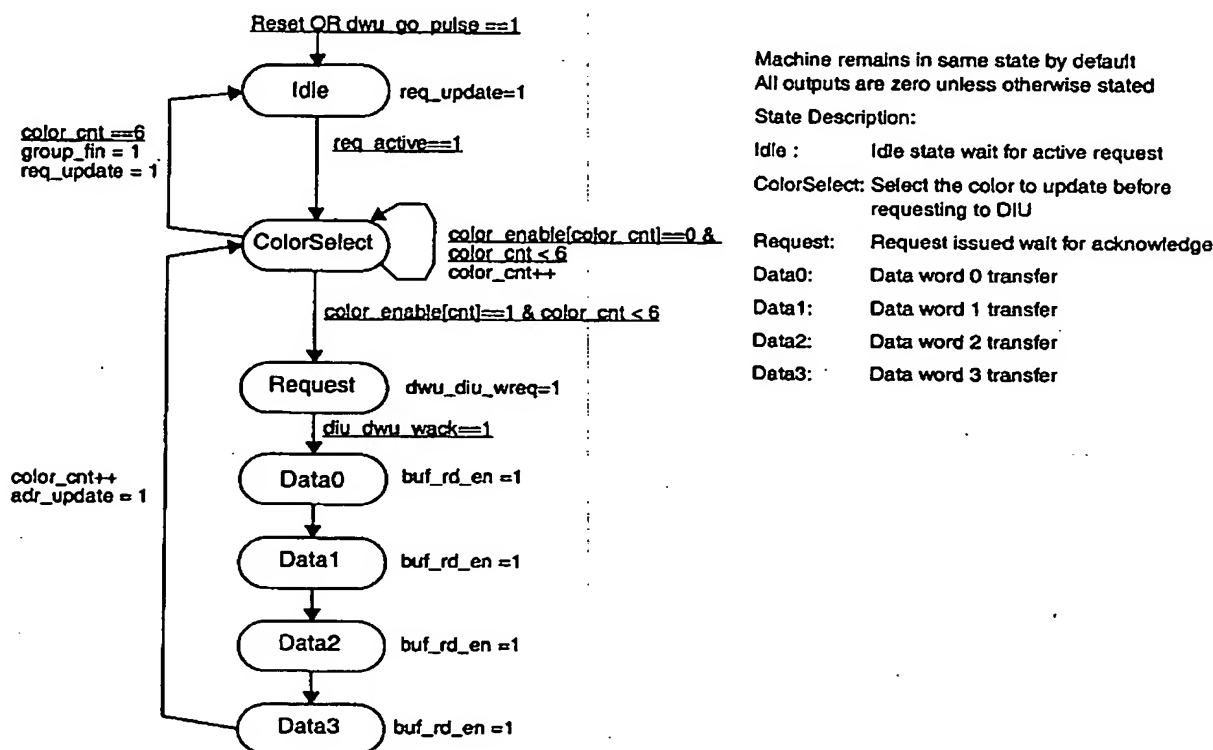 Reset OR dwu_go_pulse ==1
Idle
req_update=1
color_cnt ==6
group_fin = 1
req_update = 1
req_active==1
ColorSelect
color_enable[color_cnt]==0 &
color_cnt < 6
color_cnt++
color_enable[cnt]==1 & color_cnt < 6
Request
dwu_diu_wreq=1
diu_dwu_wack==1
color_cnt++
adr_update = 1
Data0
buf_rd_en =1
Data1
buf_rd_en =1
Data2
buf_rd_en =1
Data3
buf_rd_en =1
Machine remains in same state by default
All outputs are zero unless otherwise stated
State Description:
Idle : Idle state wait for active request
ColorSelect: Select the color to update before
requesting to DIU
Request: Request issued wait for acknowledge
Data0: Data word 0 transfer
Data1: Data word 1 transfer
Data2: Data word 2 transfer
Data3: Data word 3 transfer